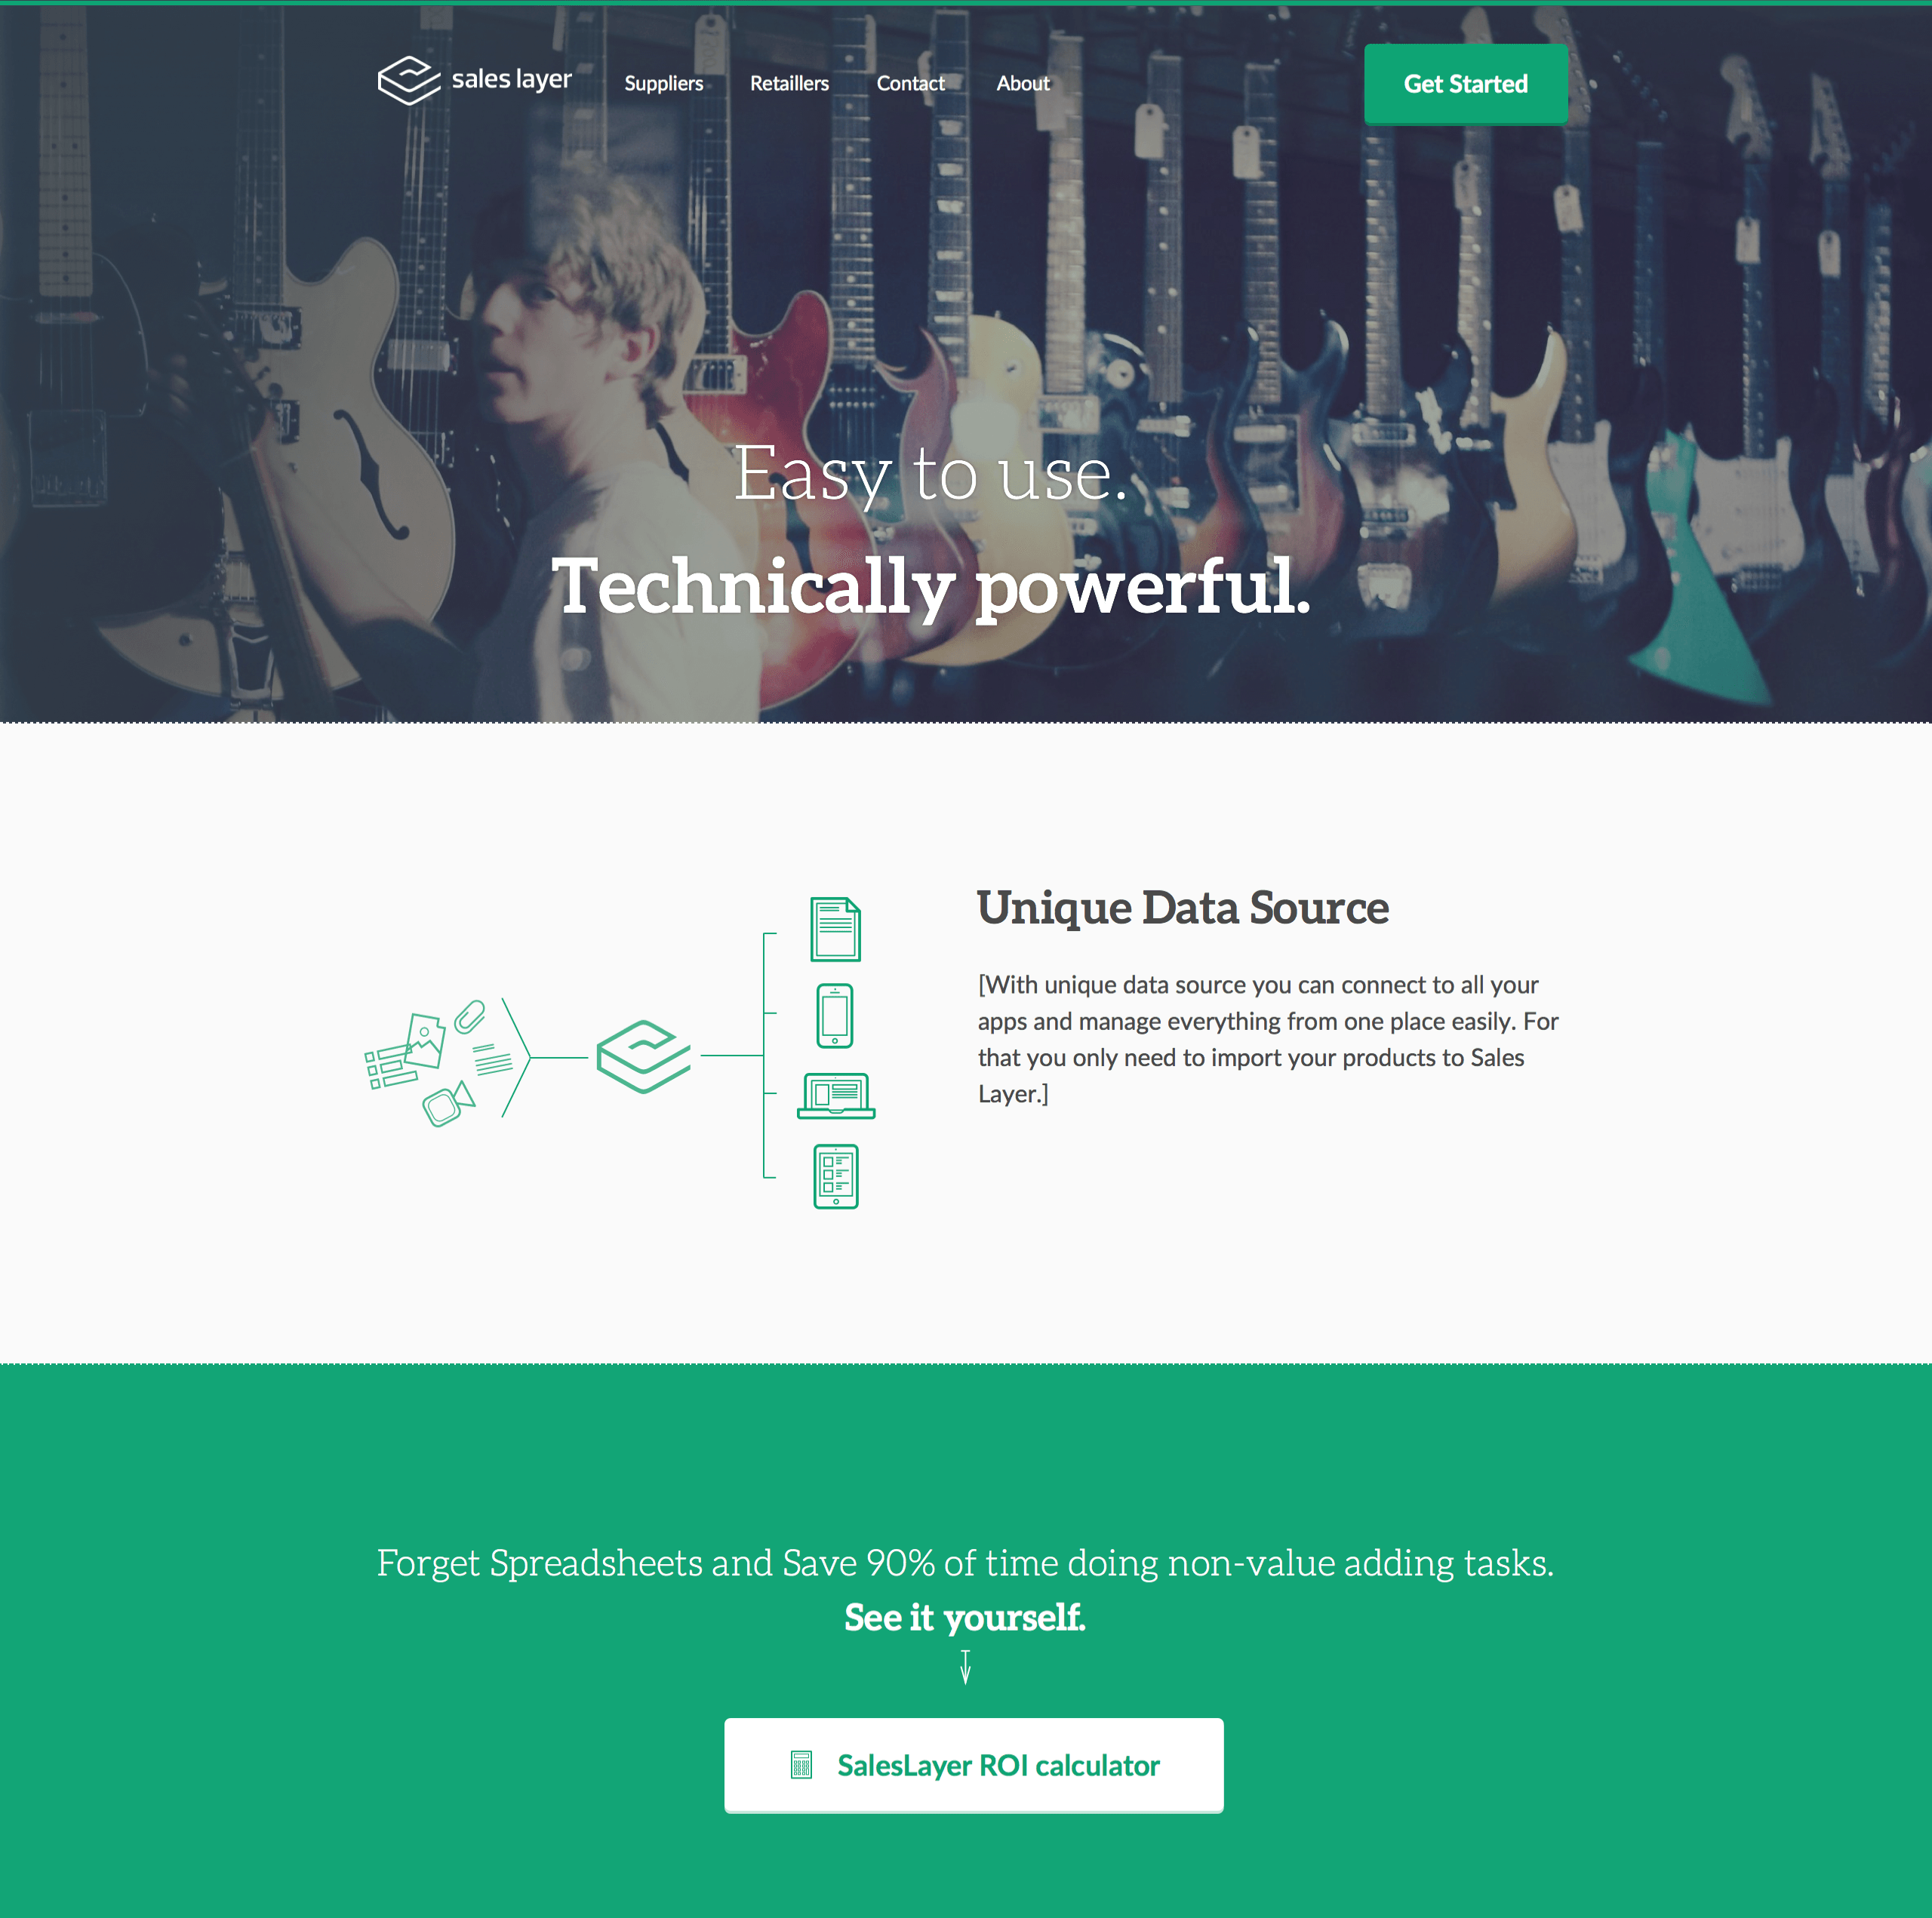 sales layer
Suppliers
Retaillers
Contact
About
Get Started
Easy to use.
Technically powerful.
Unique Data Source
[With unique data source you can connect to all your
apps and manage everything from one place easily. For
that you only need to import your products to Sales
Layer.]
Forget Spreadsheets and Save 90% of time doing non-value adding tasks.
See it yourself.
SalesLayer ROI calculator